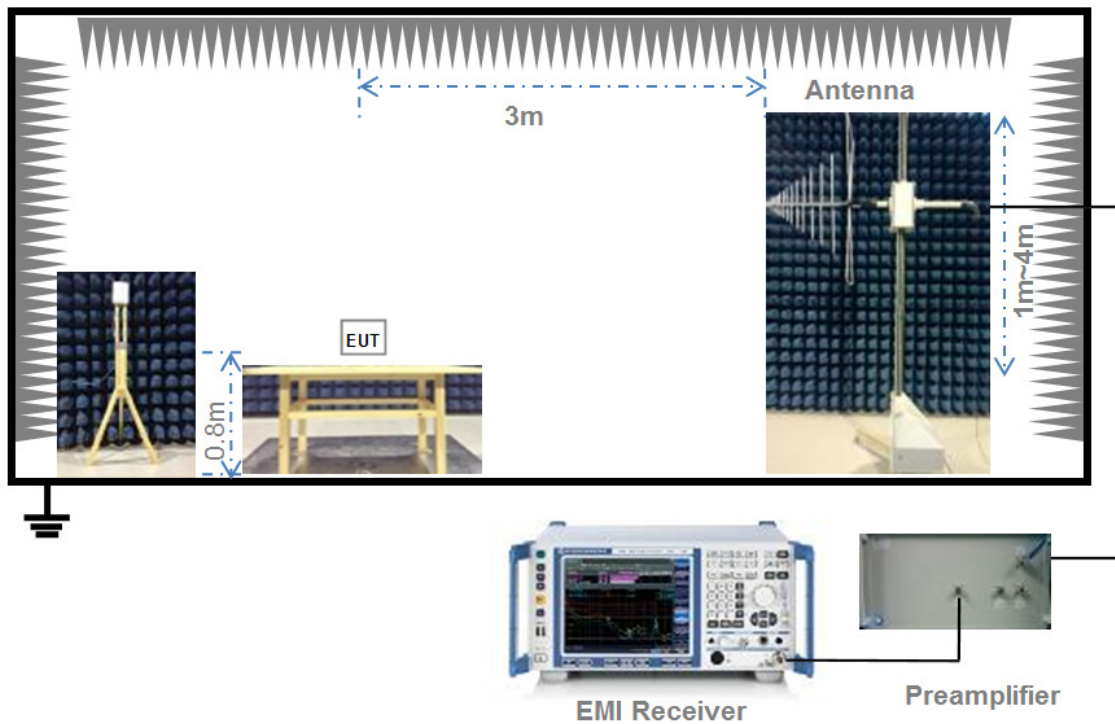 Antenna
3m
1m~4m
EUT
0.8m
EMI Receiver
Preamplifier